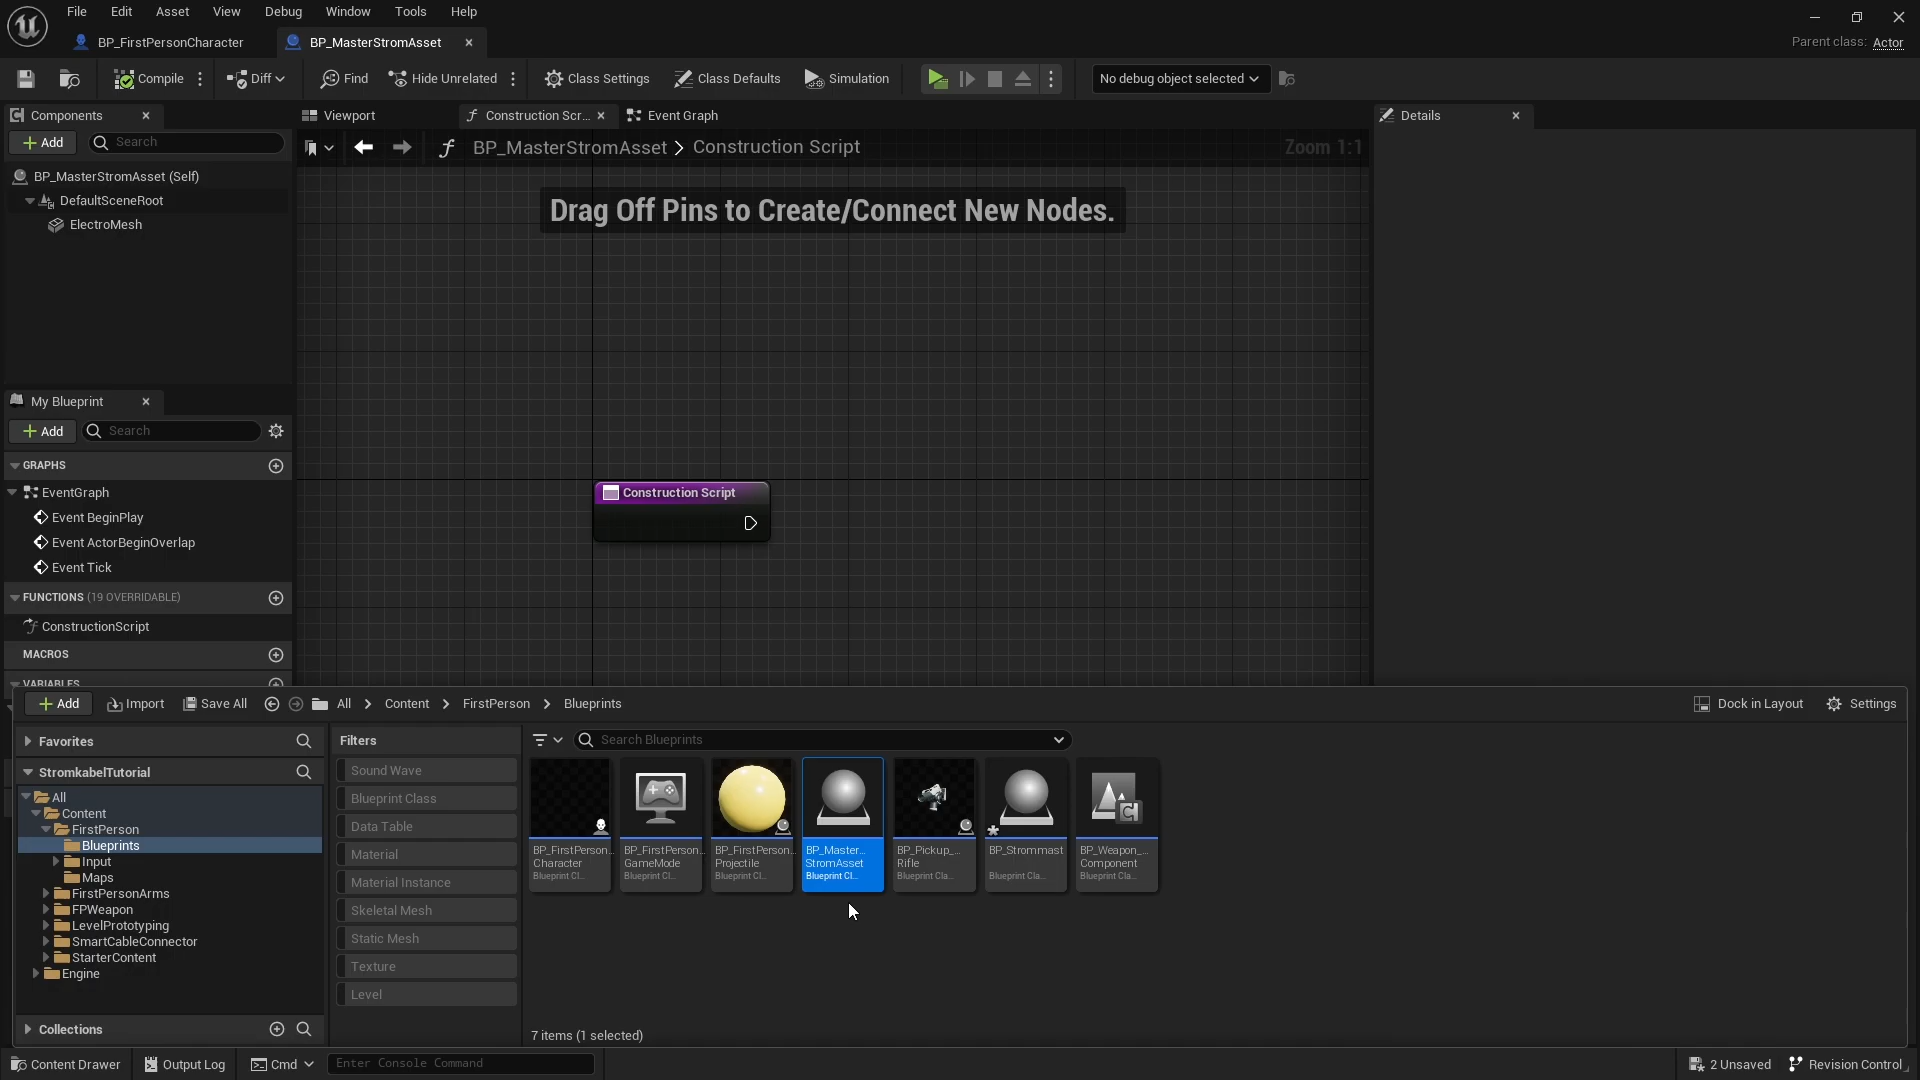 File Edit Asset View Debug Window Tools Help
BP_FirstPersonCharacter BP_MasterStromAsset
Parent class: Actor
Compile Diff Find Hide Unrelated Class Settings Class Defaults Simulation No debug object selected
Components
Add Search
BP_MasterStromAsset (Self)
DefaultSceneRoot
ElectroMesh
Viewport Construction Scr... Event Graph
BP_MasterStromAsset > Construction Script
Zoom 1:1
Drag Off Pins to Create/Connect New Nodes.
Construction Script
Details
My Blueprint
Add Search
GRAPHS
EventGraph
Event BeginPlay
Event ActorBeginOverlap
Event Tick
FUNCTIONS (19 OVERRIDABLE)
ConstructionScript
MACROS
VARIABLES
Add Import Save All All > Content > FirstPerson > Blueprints
Dock in Layout Settings
Favorites
StromkabelTutorial
All
Content
FirstPerson
Blueprints
Input
Maps
FirstPersonArms
FPWeapon
LevelPrototyping
SmartCableConnector
StarterContent
Engine
Collections
Filters
Sound Wave
Blueprint Class
Data Table
Material
Material Instance
Skeletal Mesh
Static Mesh
Texture
Level
Search Blueprints
BP_FirstPerson...
Character
Blueprint Cl...
BP_FirstPerson...
GameMode
Blueprint Cl...
BP_FirstPerson...
Projectile
Blueprint Cl...
BP_Master...
StromAsset
Blueprint Cl...
BP_Pickup_...
Rifle
Blueprint Cla...
BP_Strommast
Blueprint Cla...
BP_Weapon_...
Component
Blueprint Cla...
7 items (1 selected)
Content Drawer Output Log Cmd Enter Console Command
2 Unsaved Revision Control